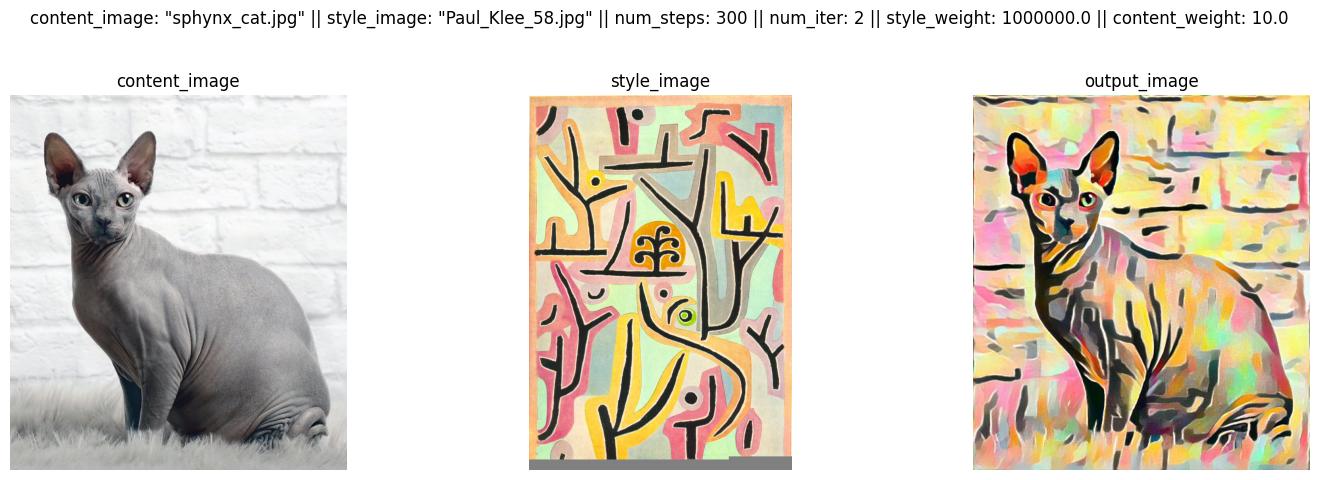 content_image: "sphynx_cat.jpg" || style_image: "Paul_Klee_58.jpg" || num_steps: 300 || num_iter: 2 || style_weight: 1000000.0 || content_weight: 10.0
content_image
style_image
output_image